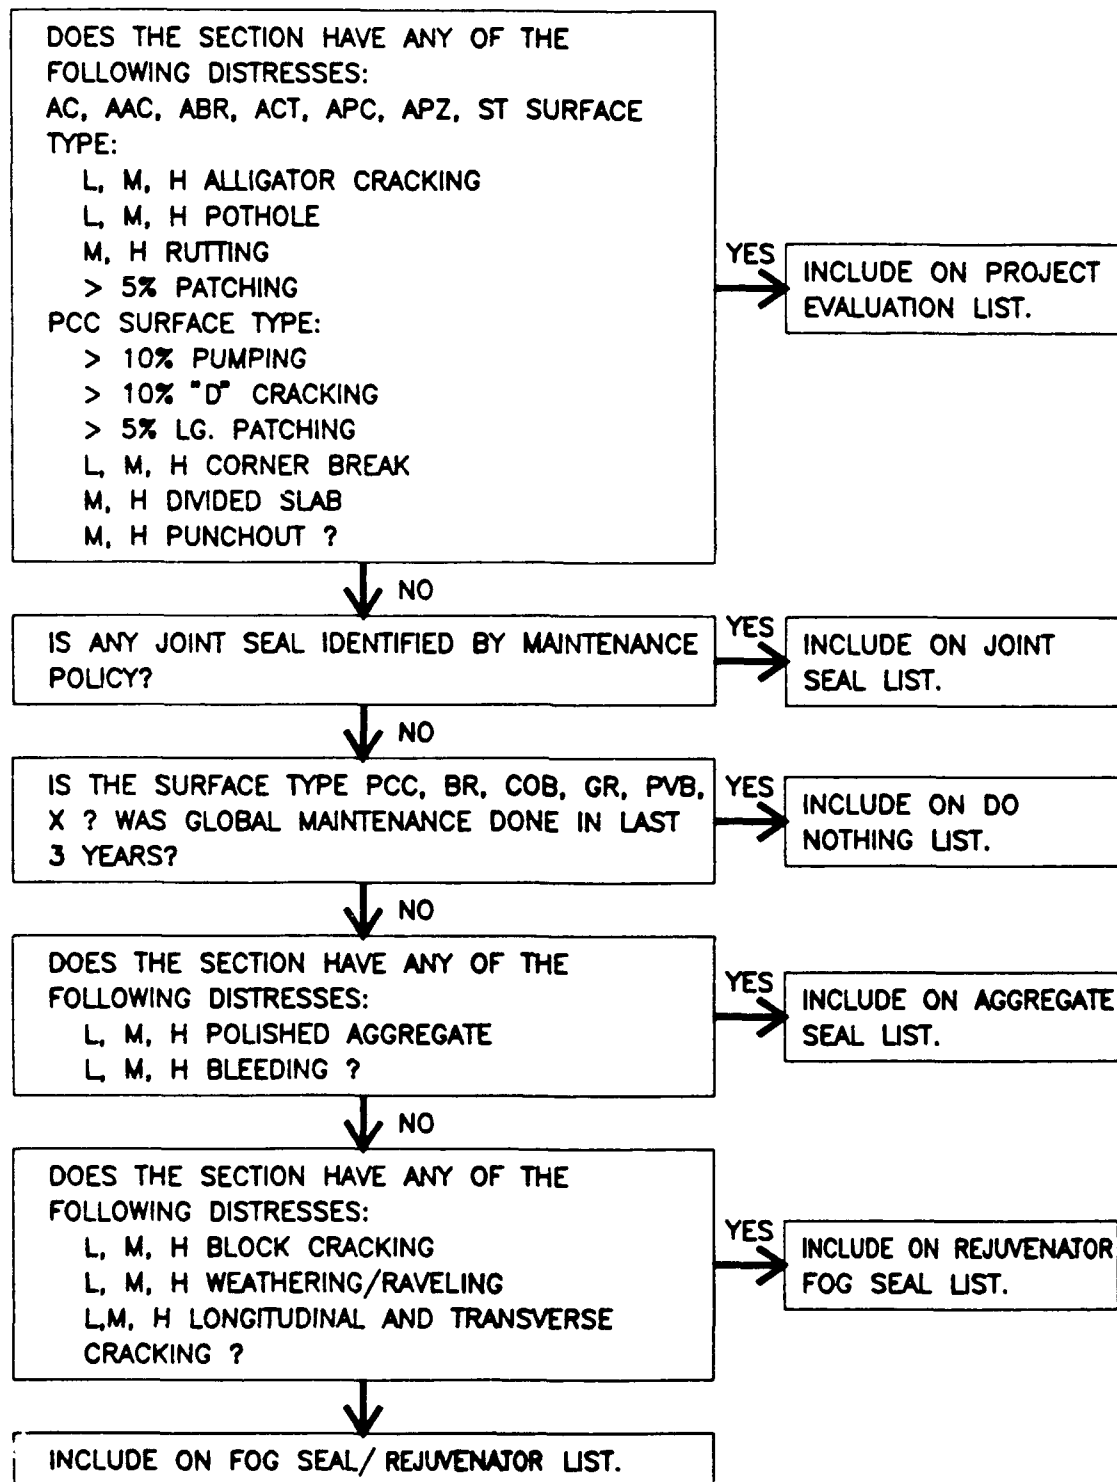 DOES THE SECTION HAVE ANY OF THE
FOLLOWING DISTRESSES:
AC, AAC, ABR, ACT, APC, APZ, ST SURFACE
TYPE:
L, M, H ALLIGATOR CRACKING
L, M, H POTHOLE
M, H RUTTING
> 5% PATCHING
PCC SURFACE TYPE:
> 10% PUMPING
> 10% "D" CRACKING
> 5% LG. PATCHING
L, M, H CORNER BREAK
M, H DIVIDED SLAB
M, H PUNCHOUT ?
YES
INCLUDE ON PROJECT
EVALUATION LIST.
NO
IS ANY JOINT SEAL IDENTIFIED BY MAINTENANCE
POLICY?
YES
INCLUDE ON JOINT
SEAL LIST.
NO
IS THE SURFACE TYPE PCC, BR, COB, GR, PVB,
X ? WAS GLOBAL MAINTENANCE DONE IN LAST
3 YEARS?
YES
INCLUDE ON DO
NOTHING LIST.
NO
DOES THE SECTION HAVE ANY OF THE
FOLLOWING DISTRESSES:
L, M, H POLISHED AGGREGATE
L, M, H BLEEDING ?
YES
INCLUDE ON AGGREGATE
SEAL LIST.
NO
DOES THE SECTION HAVE ANY OF THE
FOLLOWING DISTRESSES:
L, M, H BLOCK CRACKING
L, M, H WEATHERING/RAVELING
L,M, H LONGITUDINAL AND TRANSVERSE
CRACKING ?
YES
INCLUDE ON REJUVENATOR
FOG SEAL LIST.
INCLUDE ON FOG SEAL/ REJUVENATOR LIST.